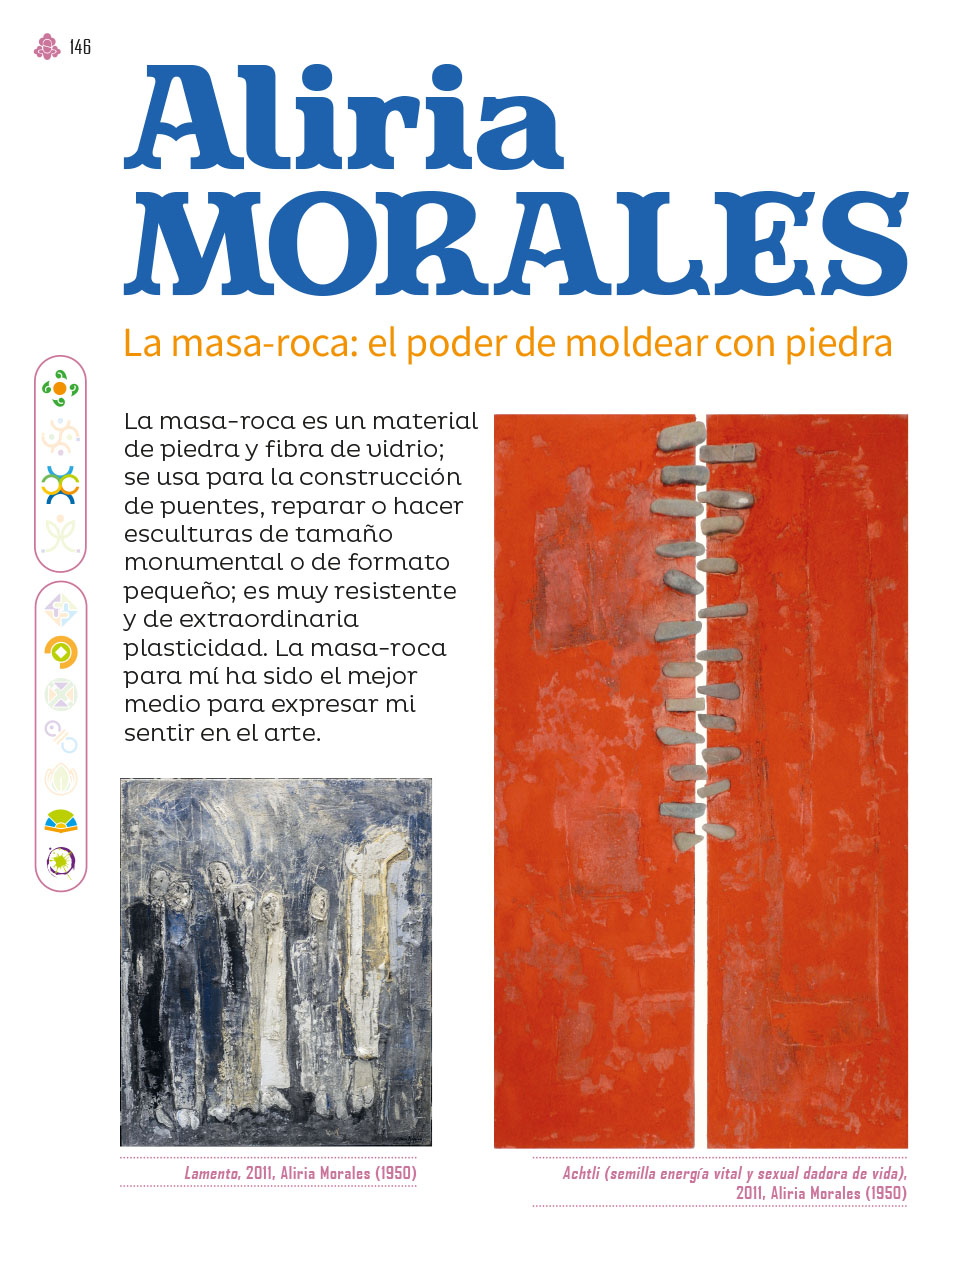 146
Aliria
MORALES
La masa-roca: el poder de moldear con piedra
La masa-roca es un material
de piedra y fibra de vidrio;
se usa para la construcción
de puentes, reparar o hacer
esculturas de tamaño
monumental o de formato
pequeño; es muy resistente
y de extraordinaria
plasticidad. La masa-roca
para mí ha sido el mejor
medio para expresar mi
sentir en el arte.
Lamento, 2011, Aliria Morales (1950)
Achtli (semilla energía vital y sexual dadora de vida),
2011, Aliria Morales (1950)